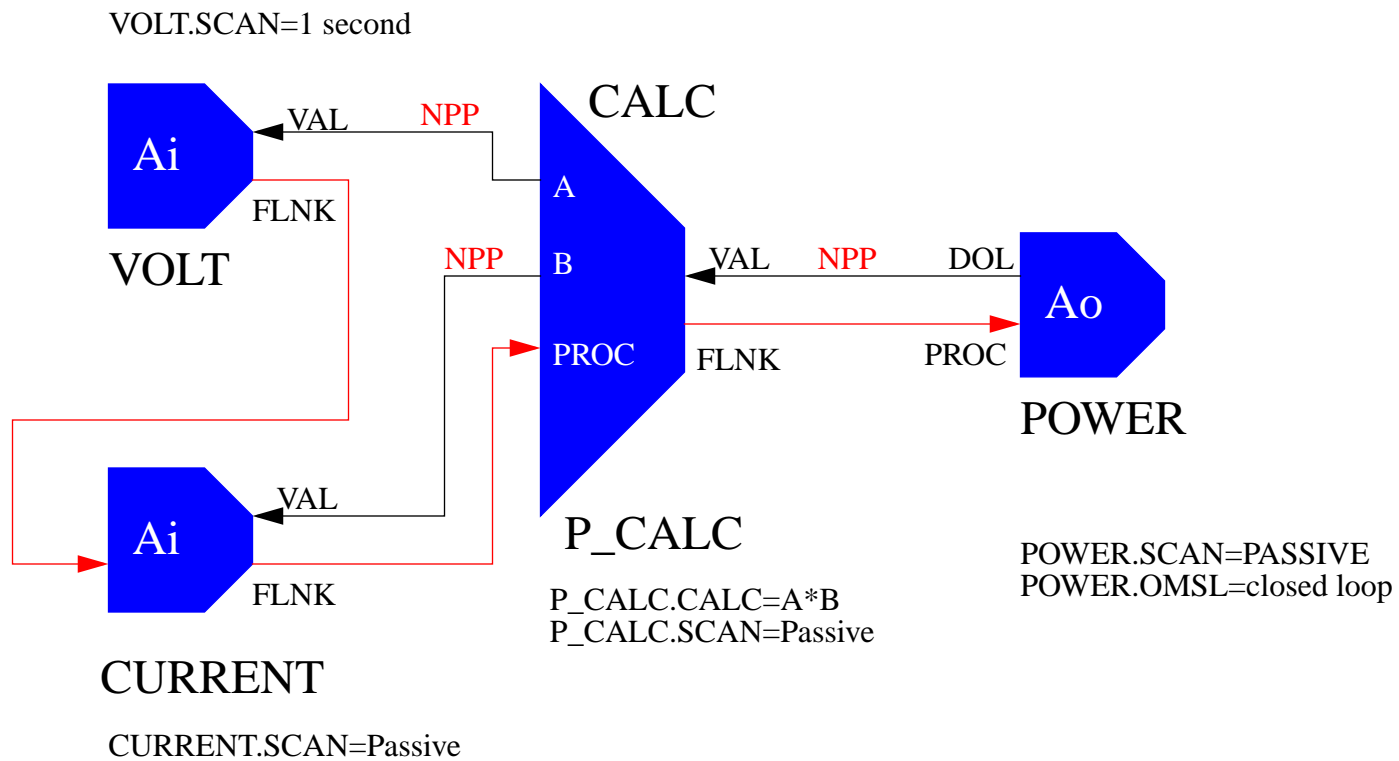 VOLT.SCAN=1 second
CALC
VAL
NPP
Ai
A
FLNK
VOLT
NPP
B
VAL
NPP
DOL
Ao
PROC
FLNK
PROC
POWER
VAL
Ai
P_CALC
FLNK
POWER.SCAN=PASSIVE
POWER.OMSL=closed loop
P_CALC.CALC=A*B
P_CALC.SCAN=Passive
CURRENT
CURRENT.SCAN=Passive